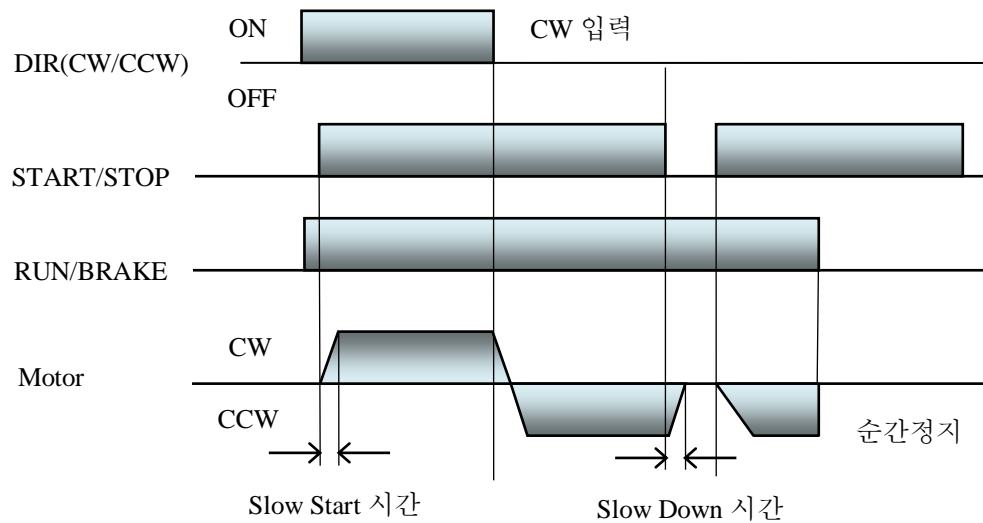 ON
CW 입력
DIR(CW/CCW)
OFF
START/STOP
RUN/BRAKE
CW
Motor
CCW
순간정지
Slow Start 시간
Slow Down 시간